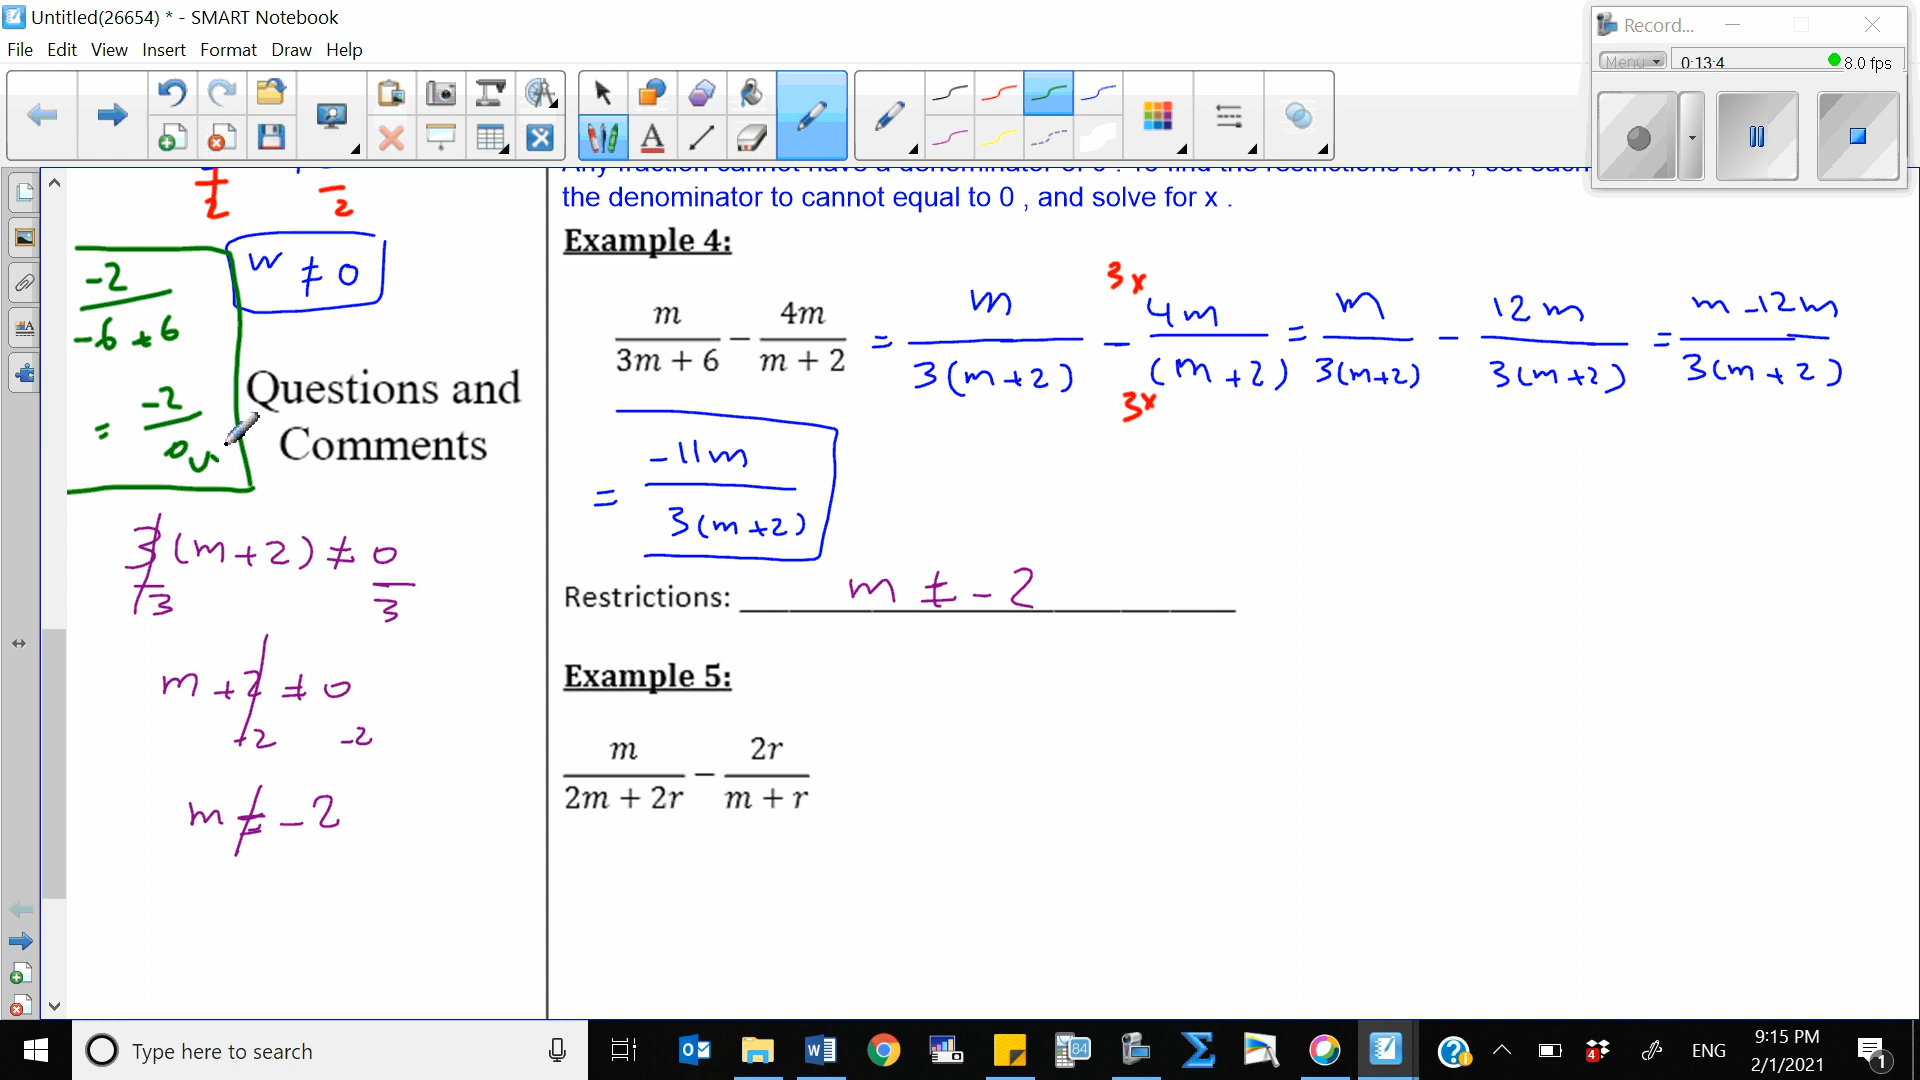 Untitled(26654) * - SMART Notebook
File Edit View Insert Format Draw Help
Record...
Menu 0:13:4 8.0 fps
the denominator to cannot equal to 0 , and solve for x .
Example 4:
m/(3m + 6) − 4m/(m + 2) = m/3(m+2) − 3x 4m/3x (m+2) = m/3(m+2) − 12m/3(m+2) = m-12m/3(m+2)
= -11m/3(m+2)
Restrictions: m ≠ -2
Example 5:
m/(2m + 2r) − 2r/(m + r)
2 2
w ≠ 0
-2/-6+6
= -2/0
Questions and
Comments
3(m+2) ≠ 0
/3 3
m+2 ≠ 0
-2 -2
m ≠ -2
Type here to search
84
4
ENG
9:15 PM
2/1/2021
1